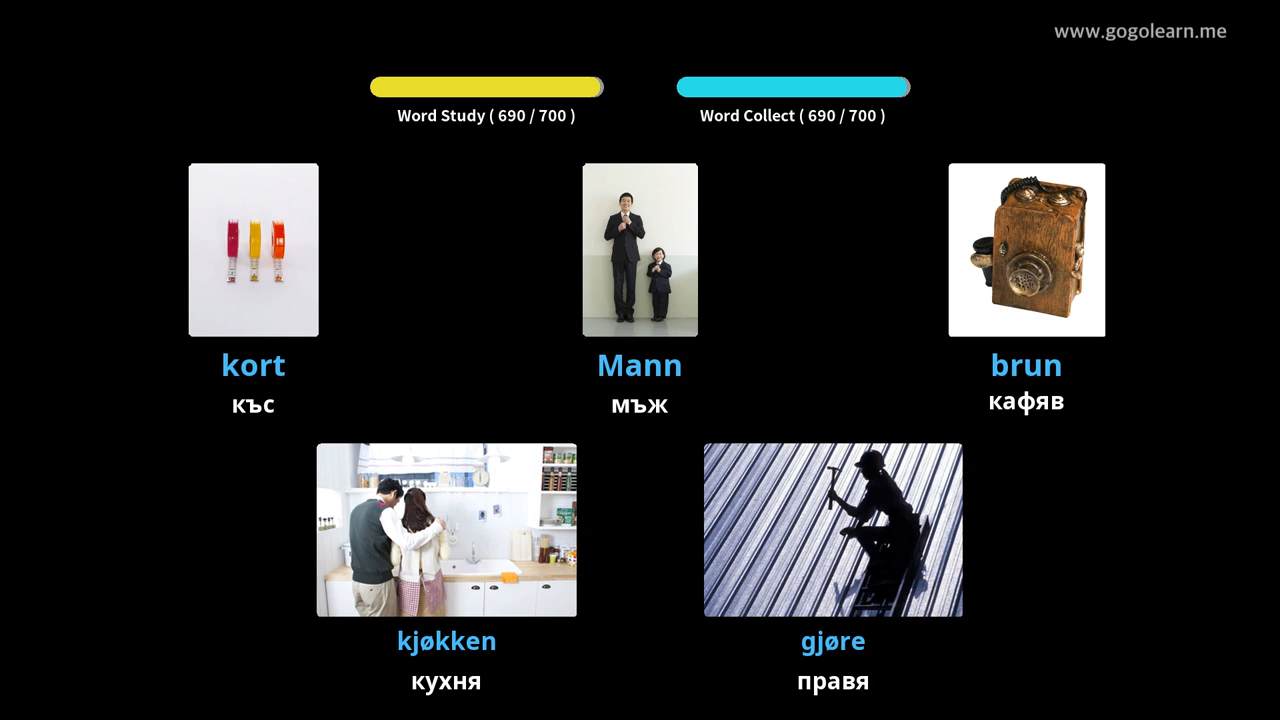 www.gogolearn.me
Word Study ( 690 / 700 )
Word Collect ( 690 / 700 )
kort
Mann
brun
къс
мъж
кафяв
kjøkken
gjøre
кухня
правя